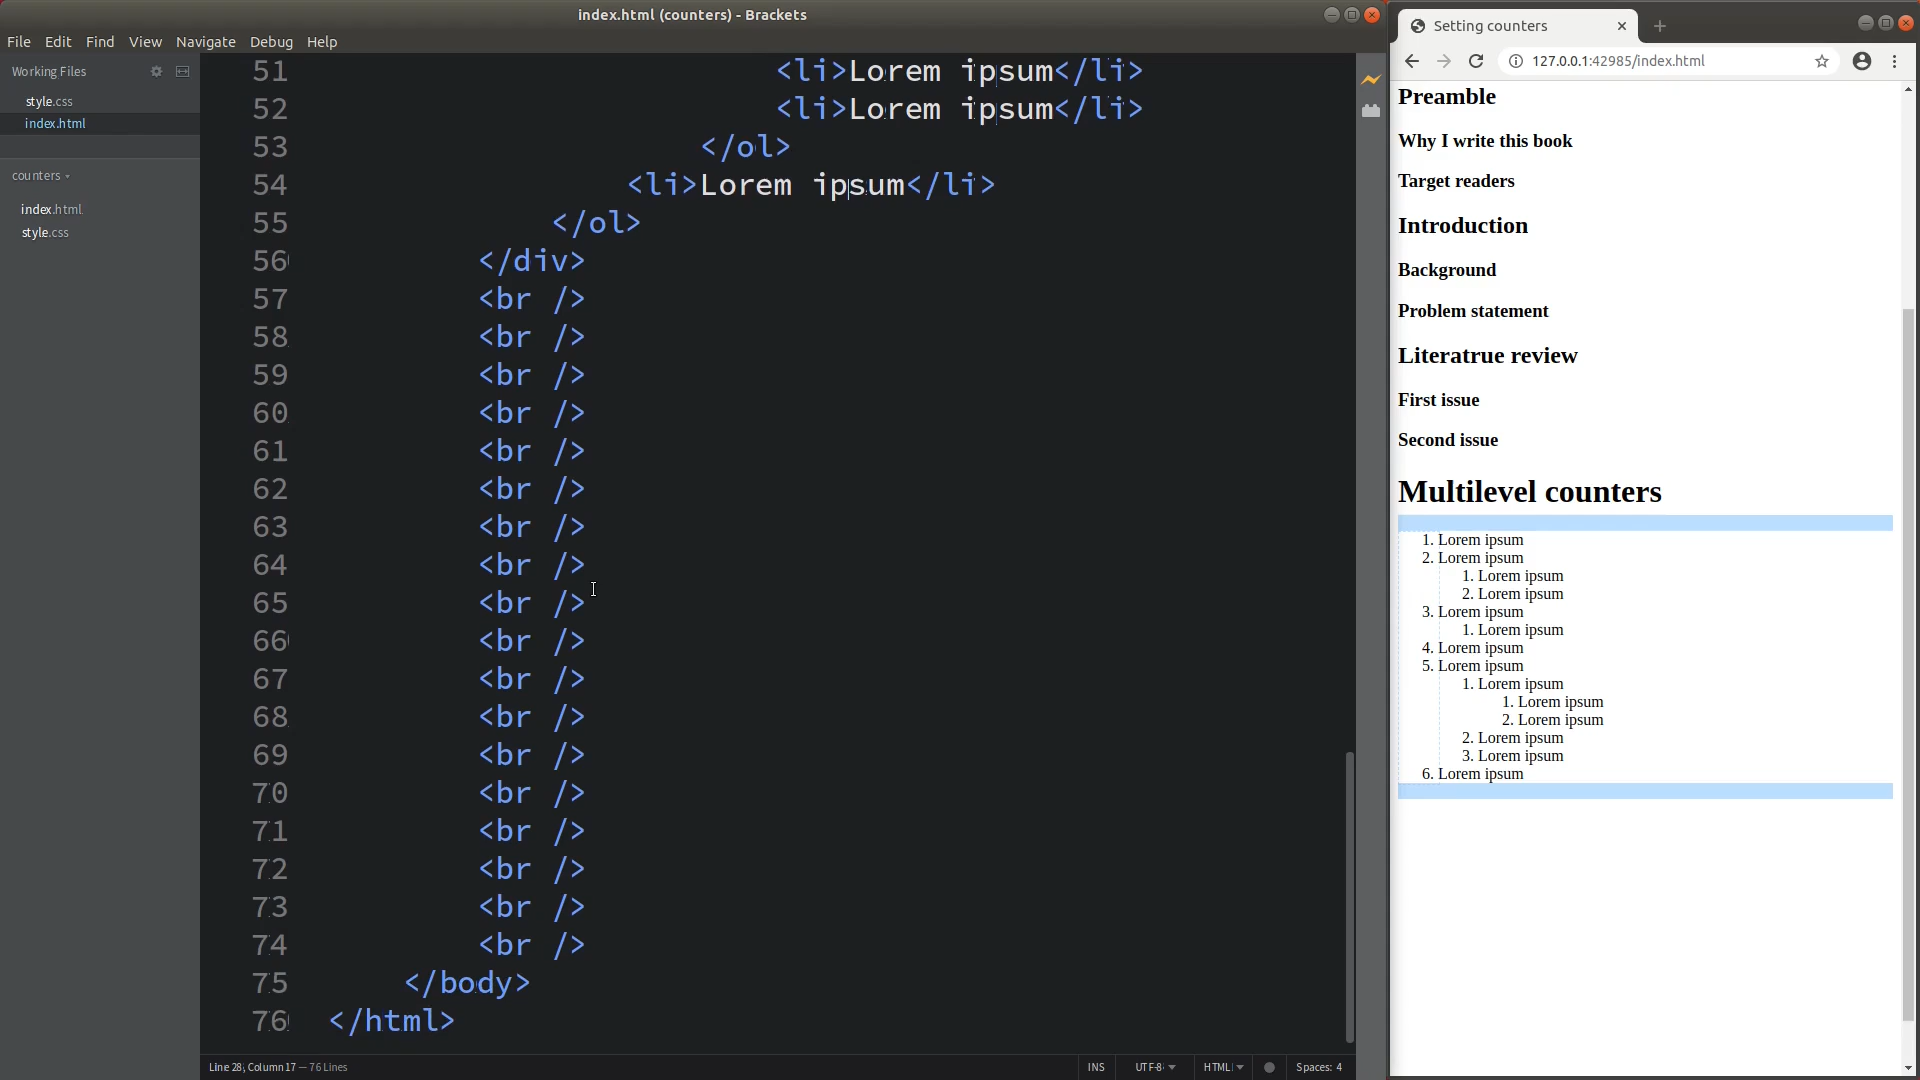 index.html (counters) - Brackets
File Edit Find View Navigate Debug Help
Working Files
style.css
index.html
counters
index.html
style.css
51 <li>Lorem ipsum</li>
52 <li>Lorem ipsum</li>
53 </ol>
54 <li>Lorem ipsum</li>
55 </ol>
56 </div>
57 <br />
58 <br />
59 <br />
60 <br />
61 <br />
62 <br />
63 <br />
64 <br />
65 <br />
66 <br />
67 <br />
68 <br />
69 <br />
70 <br />
71 <br />
72 <br />
73 <br />
74 <br />
75 </body>
76 </html>
Line 28, Column 17 — 76 Lines
INS UTF-8 HTML Spaces: 4
Setting counters
127.0.0.1:42985/index.html
Preamble
Why I write this book
Target readers
Introduction
Background
Problem statement
Literatrue review
First issue
Second issue
Multilevel counters
1. Lorem ipsum
2. Lorem ipsum
1. Lorem ipsum
2. Lorem ipsum
3. Lorem ipsum
1. Lorem ipsum
4. Lorem ipsum
5. Lorem ipsum
1. Lorem ipsum
1. Lorem ipsum
2. Lorem ipsum
2. Lorem ipsum
3. Lorem ipsum
6. Lorem ipsum